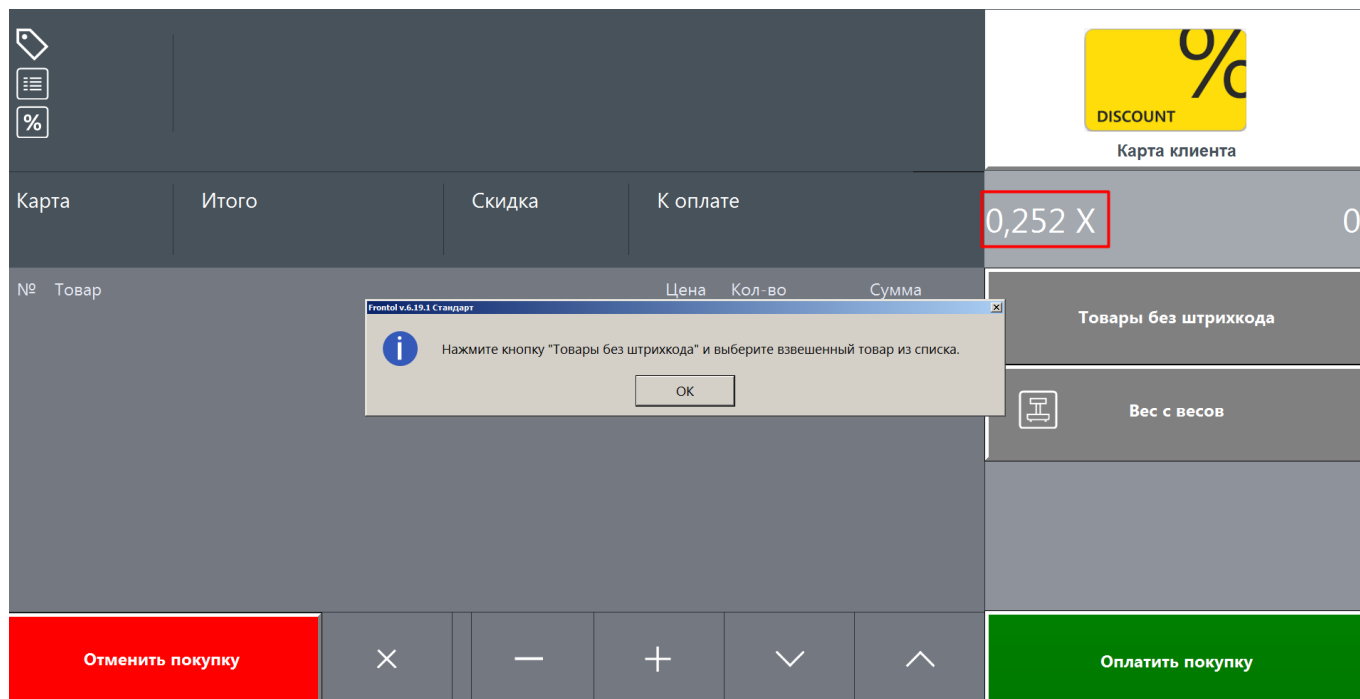 %
DISCOUNT
Карта клиента
%
Карта Итого Скидка К оплате
0,252 X 0
№ Товар Цена Кол-во Сумма
Frontol v.6.19.1 Стандарт
Нажмите кнопку "Товары без штрихкода" и выберите взвешенный товар из списка.
OK
Товары без штрихкода
Вес с весов
Отменить покупку
Оплатить покупку